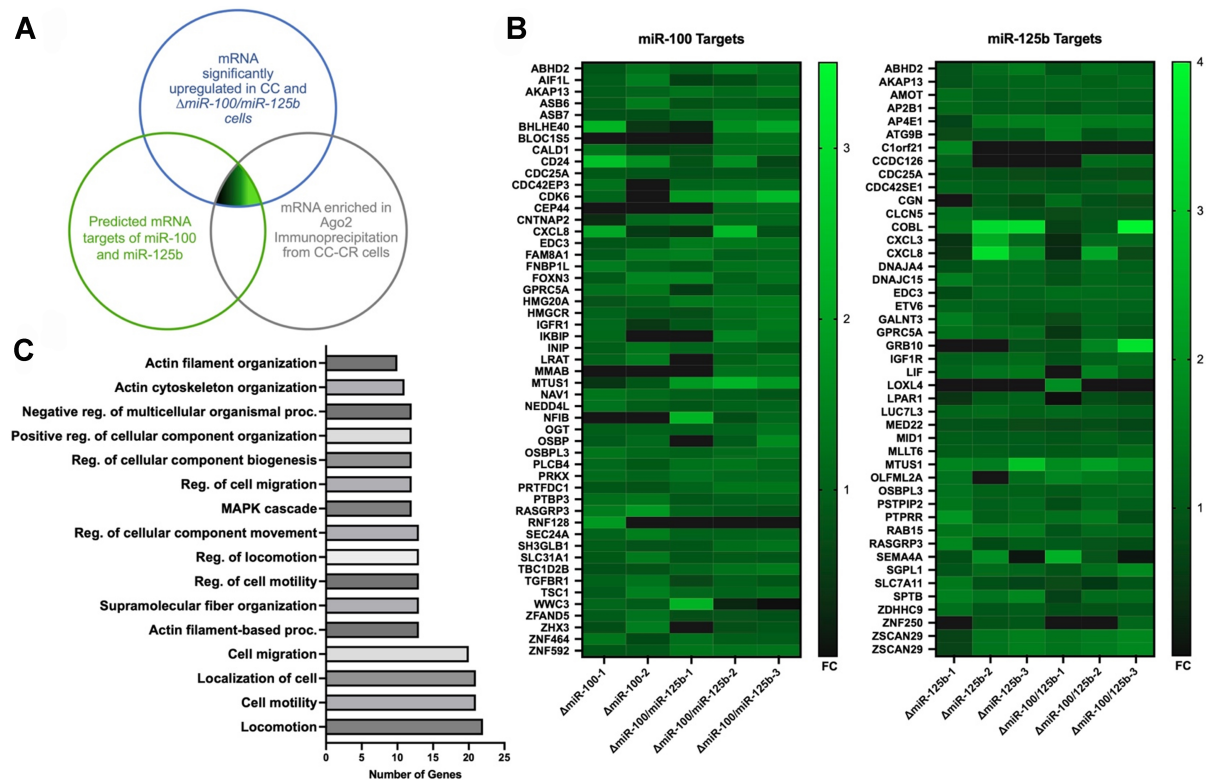 A
mRNA
significantly
upregulated in CC and
ΔmiR-100/miR-125b
cells
Predicted mRNA
targets of miR-100
and miR-125b
mRNA enriched in
Ago2
Immunoprecipitation
from CC-CR cells
B
miR-100 Targets
ABHD2
AIF1L
AKAP13
ASB6
ASB7
BHLHE40
BLOC1S5
CALD1
CD24
CDC25A
CDC42EP3
CDK6
CEP44
CNTNAP2
CXCL8
EDC3
FAM8A1
FNBP1L
FOXN3
GPRC5A
HMG20A
HMGCR
IGFR1
IKBIP
INIP
LRAT
MMAB
MTUS1
NAV1
NEDD4L
NFIB
OGT
OSBP
OSBPL3
PLCB4
PRKX
PRTFDC1
PTBP3
RASGRP3
RNF128
SEC24A
SH3GLB1
SLC31A1
TBC1D2B
TGFBR1
TSC1
WWC3
ZFAND5
ZHX3
ZNF464
ZNF592
ΔmiR-100-1
ΔmiR-100-2
ΔmiR-100/miR-125b-1
ΔmiR-100/miR-125b-2
ΔmiR-100/miR-125b-3
3
2
1
FC
miR-125b Targets
ABHD2
AKAP13
AMOT
AP2B1
AP4E1
ATG9B
C1orf21
CCDC126
CDC25A
CDC42SE1
CGN
CLCN5
COBL
CXCL3
CXCL8
DNAJA4
DNAJC15
EDC3
ETV6
GALNT3
GPRC5A
GRB10
IGF1R
LIF
LOXL4
LPAR1
LUC7L3
MED22
MID1
MLLT6
MTUS1
OLFML2A
OSBPL3
PSTPIP2
PTPRR
RAB15
RASGRP3
SEMA4A
SGPL1
SLC7A11
SPTB
ZDHHC9
ZNF250
ZSCAN29
ZSCAN29
ΔmiR-125b-1
ΔmiR-125b-2
ΔmiR-125b-3
ΔmiR-100/125b-1
ΔmiR-100/125b-2
ΔmiR-100/125b-3
4
3
2
1
FC
C
Actin filament organization
Actin cytoskeleton organization
Negative reg. of multicellular organismal proc.
Positive reg. of cellular component organization
Reg. of cellular component biogenesis
Reg. of cell migration
MAPK cascade
Reg. of cellular component movement
Reg. of locomotion
Reg. of cell motility
Supramolecular fiber organization
Actin filament-based proc.
Cell migration
Localization of cell
Cell motility
Locomotion
0 5 10 15 20 25
Number of Genes